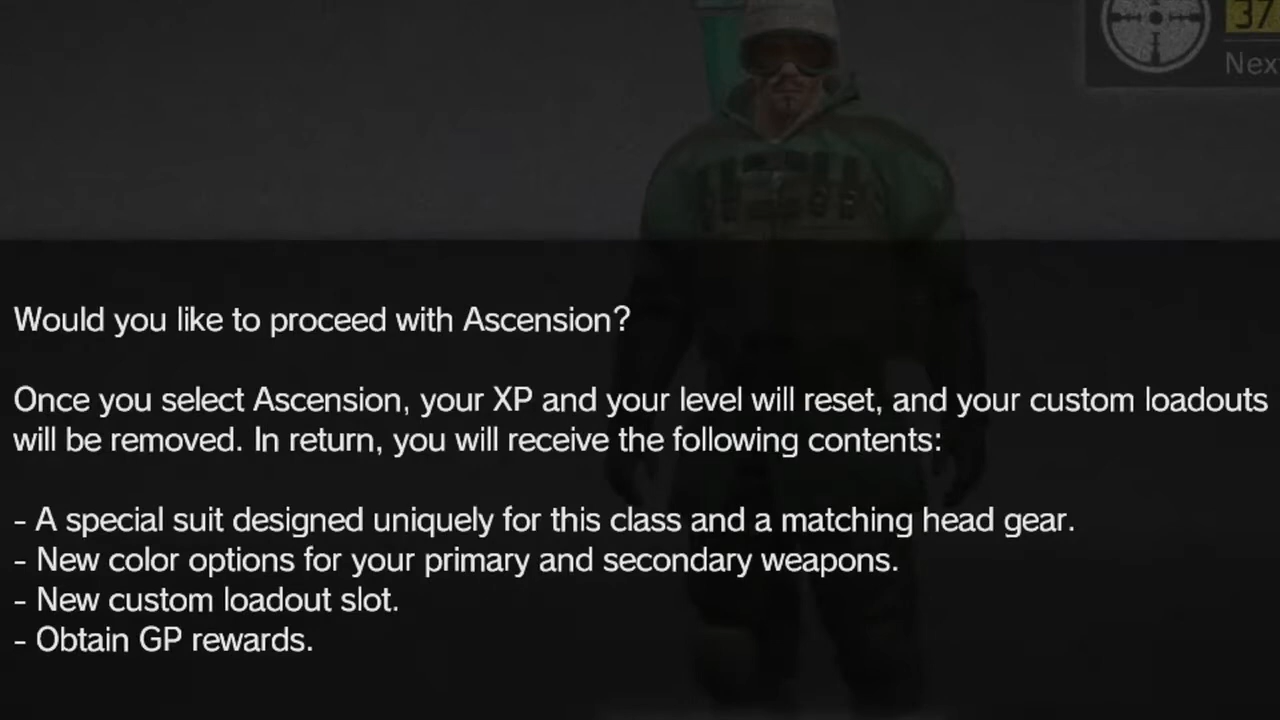 37
Next
Would you like to proceed with Ascension?
Once you select Ascension, your XP and your level will reset, and your custom loadouts
will be removed. In return, you will receive the following contents:
- A special suit designed uniquely for this class and a matching head gear.
- New color options for your primary and secondary weapons.
- New custom loadout slot.
- Obtain GP rewards.